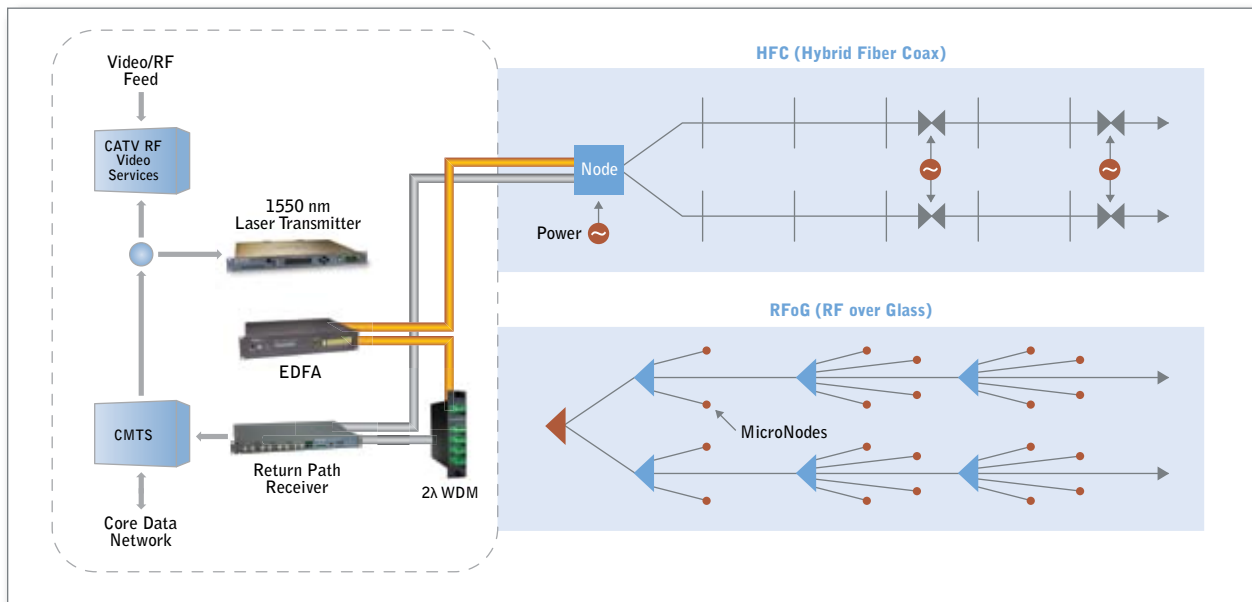 Video/RF
Feed
CATV RF
Video
Services
1550 nm
Laser Transmitter
EDFA
CMTS
Return Path
Receiver
2λ WDM
Core Data
Network
HFC (Hybrid Fiber Coax)
Node
Power
RFoG (RF over Glass)
MicroNodes